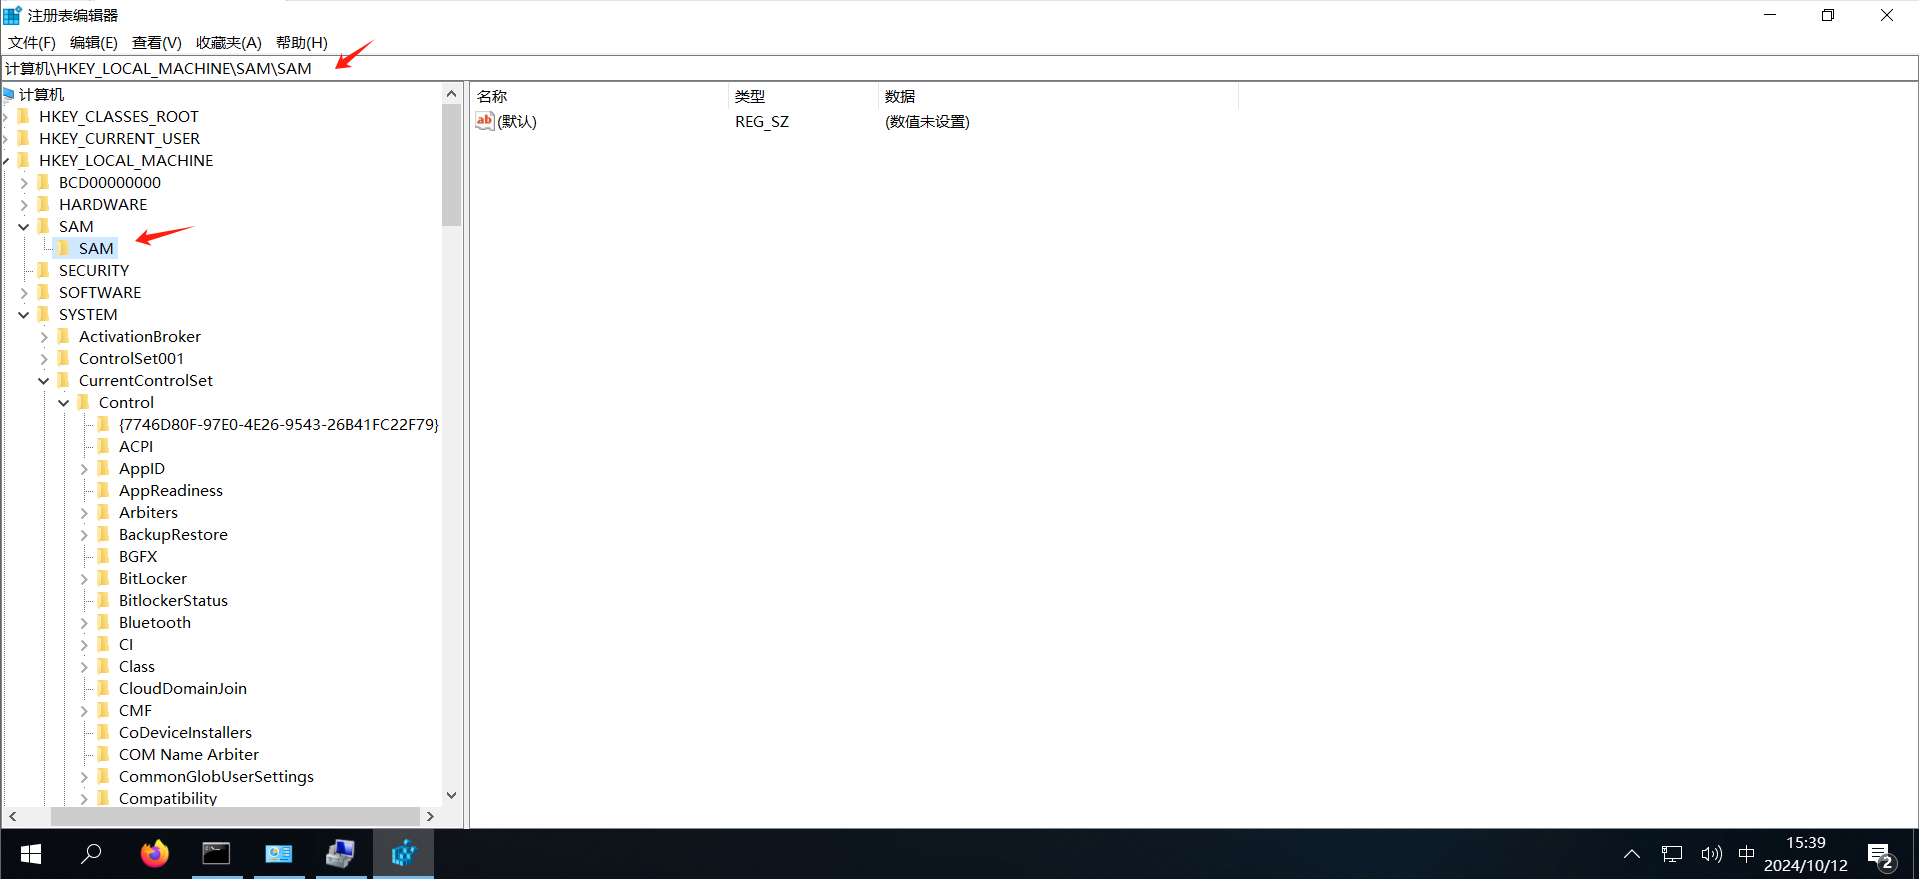 注册表编辑器
文件(F) 编辑(E) 查看(V) 收藏夹(A) 帮助(H)
计算机\HKEY_LOCAL_MACHINE\SAM\SAM
计算机
HKEY_CLASSES_ROOT
HKEY_CURRENT_USER
HKEY_LOCAL_MACHINE
BCD00000000
HARDWARE
SAM
SAM
SECURITY
SOFTWARE
SYSTEM
ActivationBroker
ControlSet001
CurrentControlSet
Control
{7746D80F-97E0-4E26-9543-26B41FC22F79}
ACPI
AppID
AppReadiness
Arbiters
BackupRestore
BGFX
BitLocker
BitlockerStatus
Bluetooth
CI
Class
CloudDomainJoin
CMF
CoDeviceInstallers
COM Name Arbiter
CommonGlobUserSettings
Compatibility
名称 类型 数据
ab (默认) REG_SZ (数值未设置)
中
15:39
2024/10/12
2